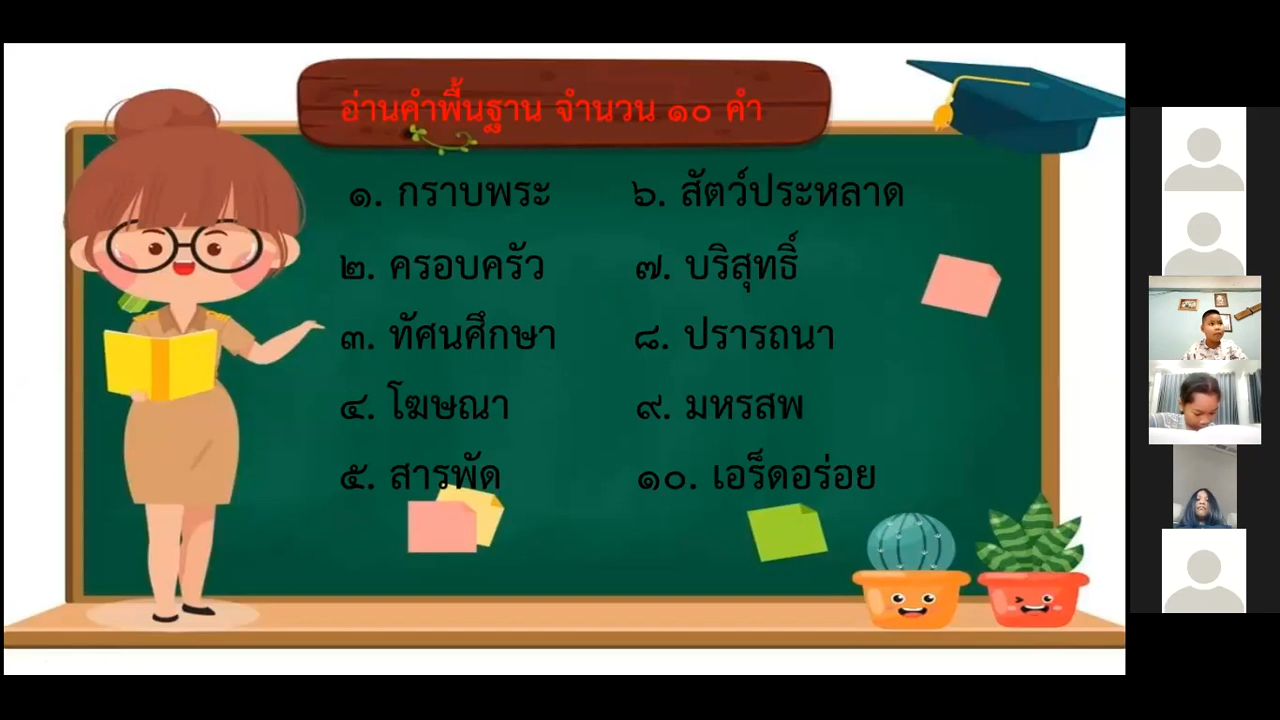 อ่านคำพื้นฐาน จำนวน ๑๐ คำ
๑. กราบพระ
๒. ครอบครัว
๓. ทัศนศึกษา
๔. โฆษณา
๕. สารพัด
๖. สัตว์ประหลาด
๗. บริสุทธิ์
๘. ปรารถนา
๙. มหรสพ
๑๐. เอร็ดอร่อย